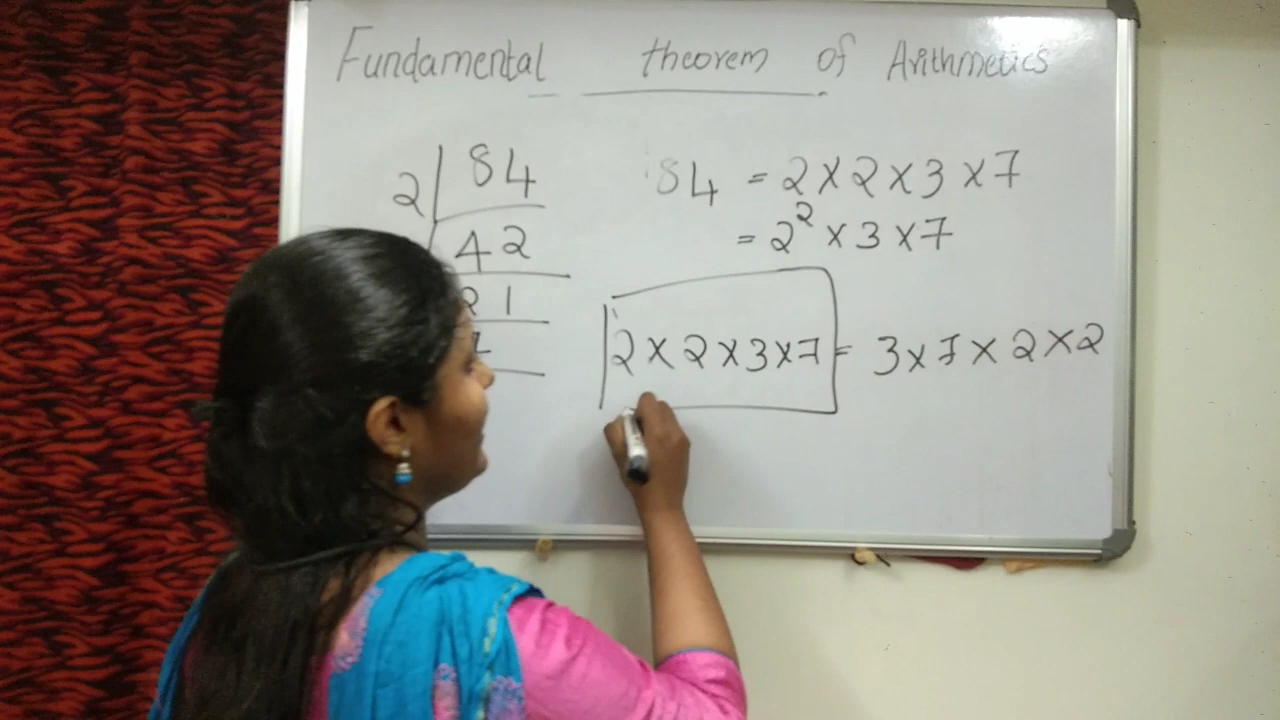 Fundamental theorem of Arithmetics
2 | 84
42
21
84 = 2 × 2 × 3 × 7
= 2² × 3 × 7
2 × 2 × 3 × 7 = 3 × 7 × 2 × 2